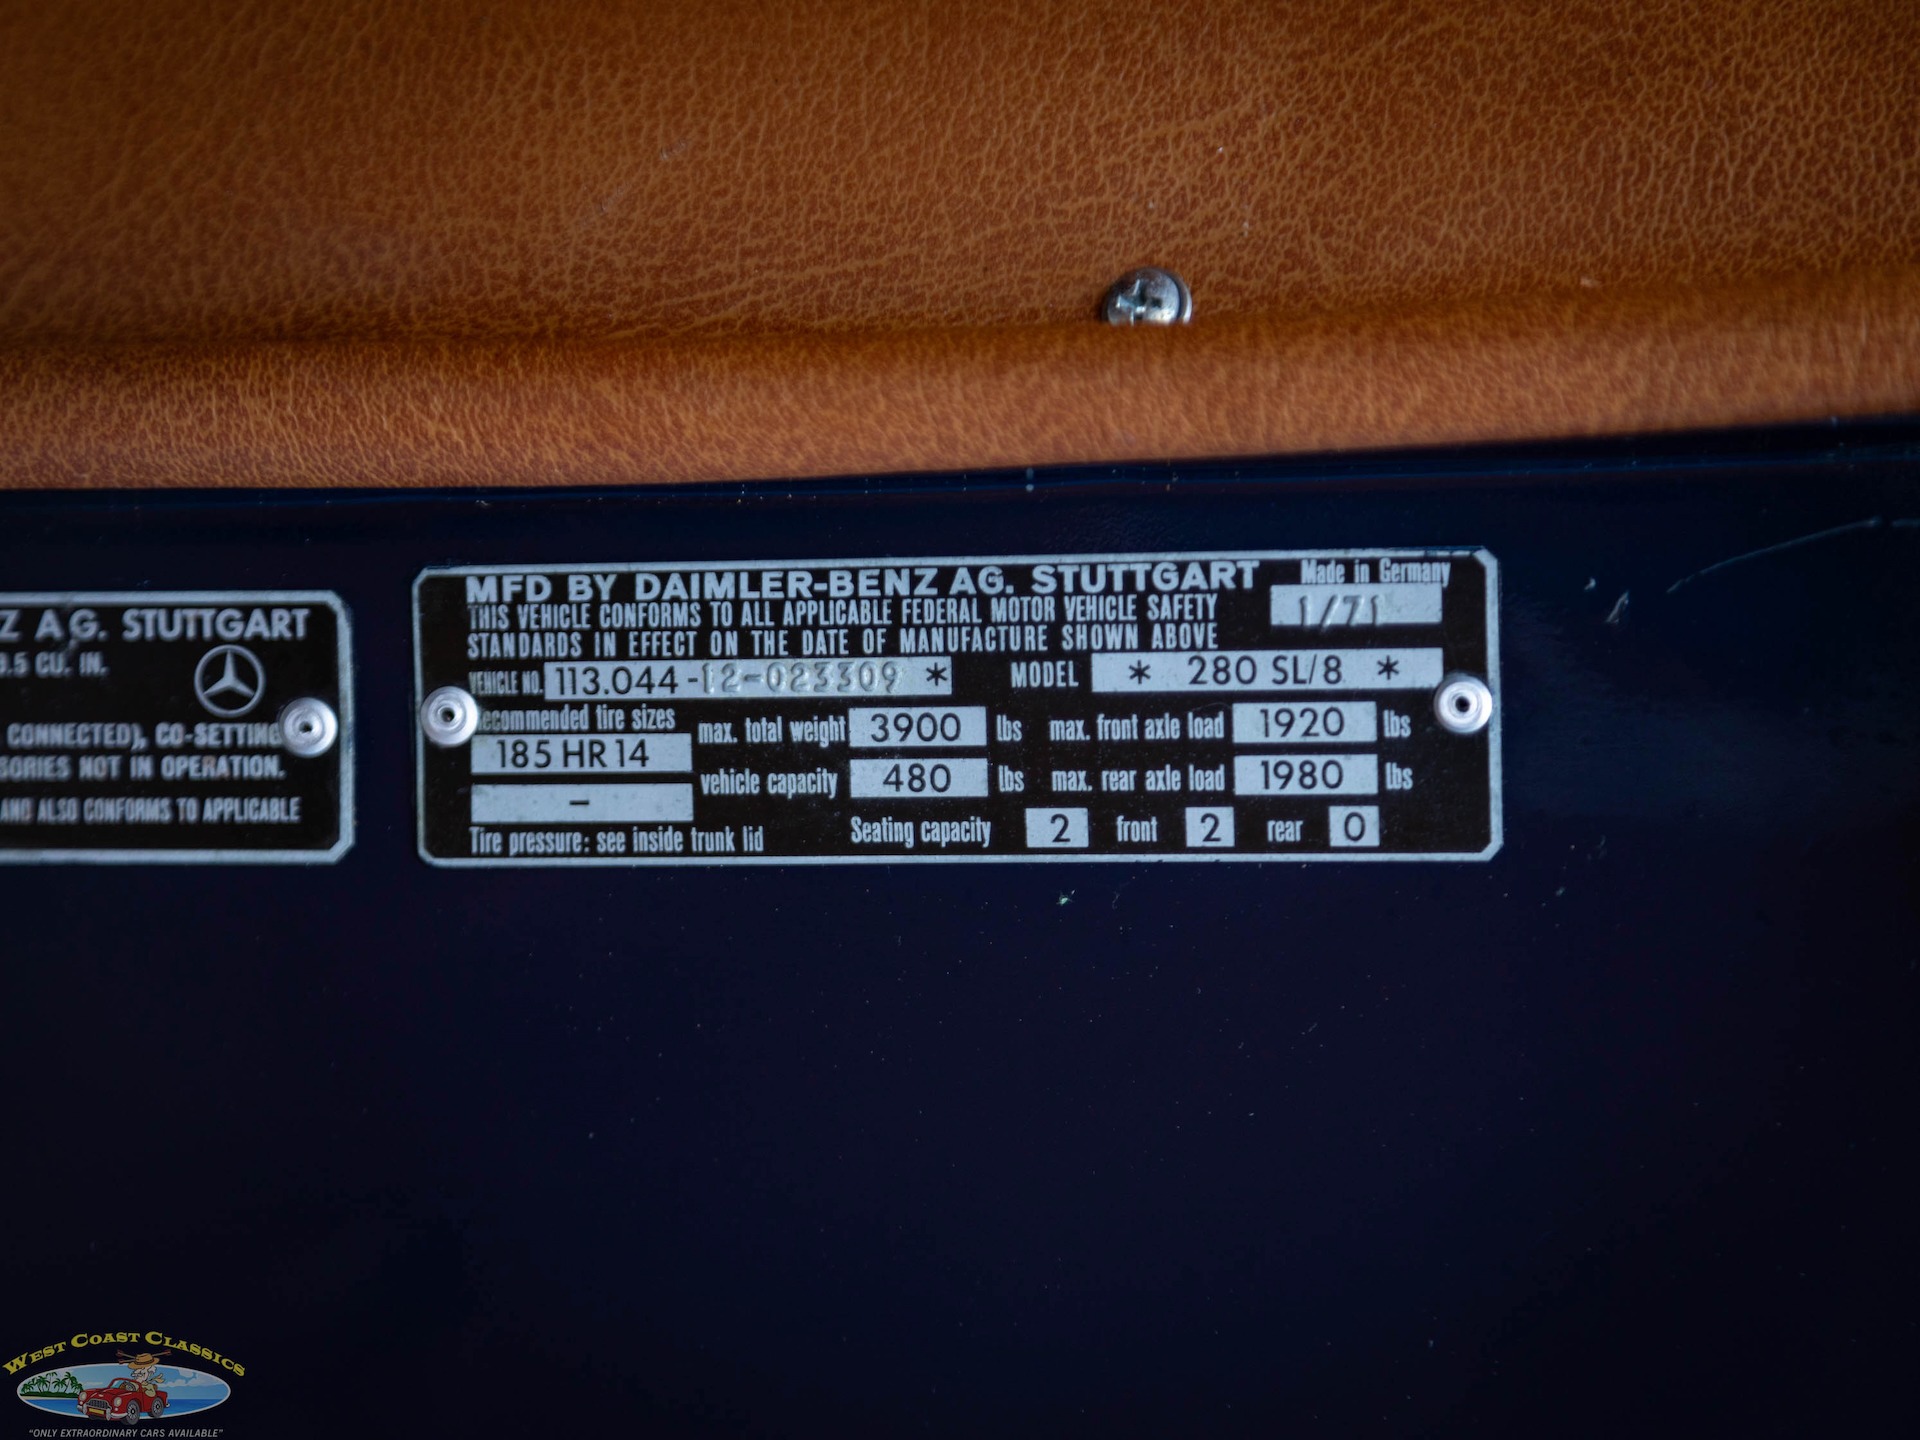 Z AG. STUTTGART
3.5 CU. IN.
CONNECTED), CO-SETTING
SORIES NOT IN OPERATION.
AND ALSO CONFORMS TO APPLICABLE
MFD BY DAIMLER-BENZ AG. STUTTGART
Made in Germany
THIS VEHICLE CONFORMS TO ALL APPLICABLE FEDERAL MOTOR VEHICLE SAFETY
1/71
STANDARDS IN EFFECT ON THE DATE OF MANUFACTURE SHOWN ABOVE
VEHICLE NO. 113.044-12-023309 * MODEL * 280 SL/8 *
Recommended tire sizes
max. total weight 3900 lbs max. front axle load 1920 lbs
185 HR 14
vehicle capacity 480 lbs max. rear axle load 1980 lbs
-
Tire pressure: see inside trunk lid
Seating capacity 2 front 2 rear 0
WEST COAST CLASSICS
"ONLY EXTRAORDINARY CARS AVAILABLE"